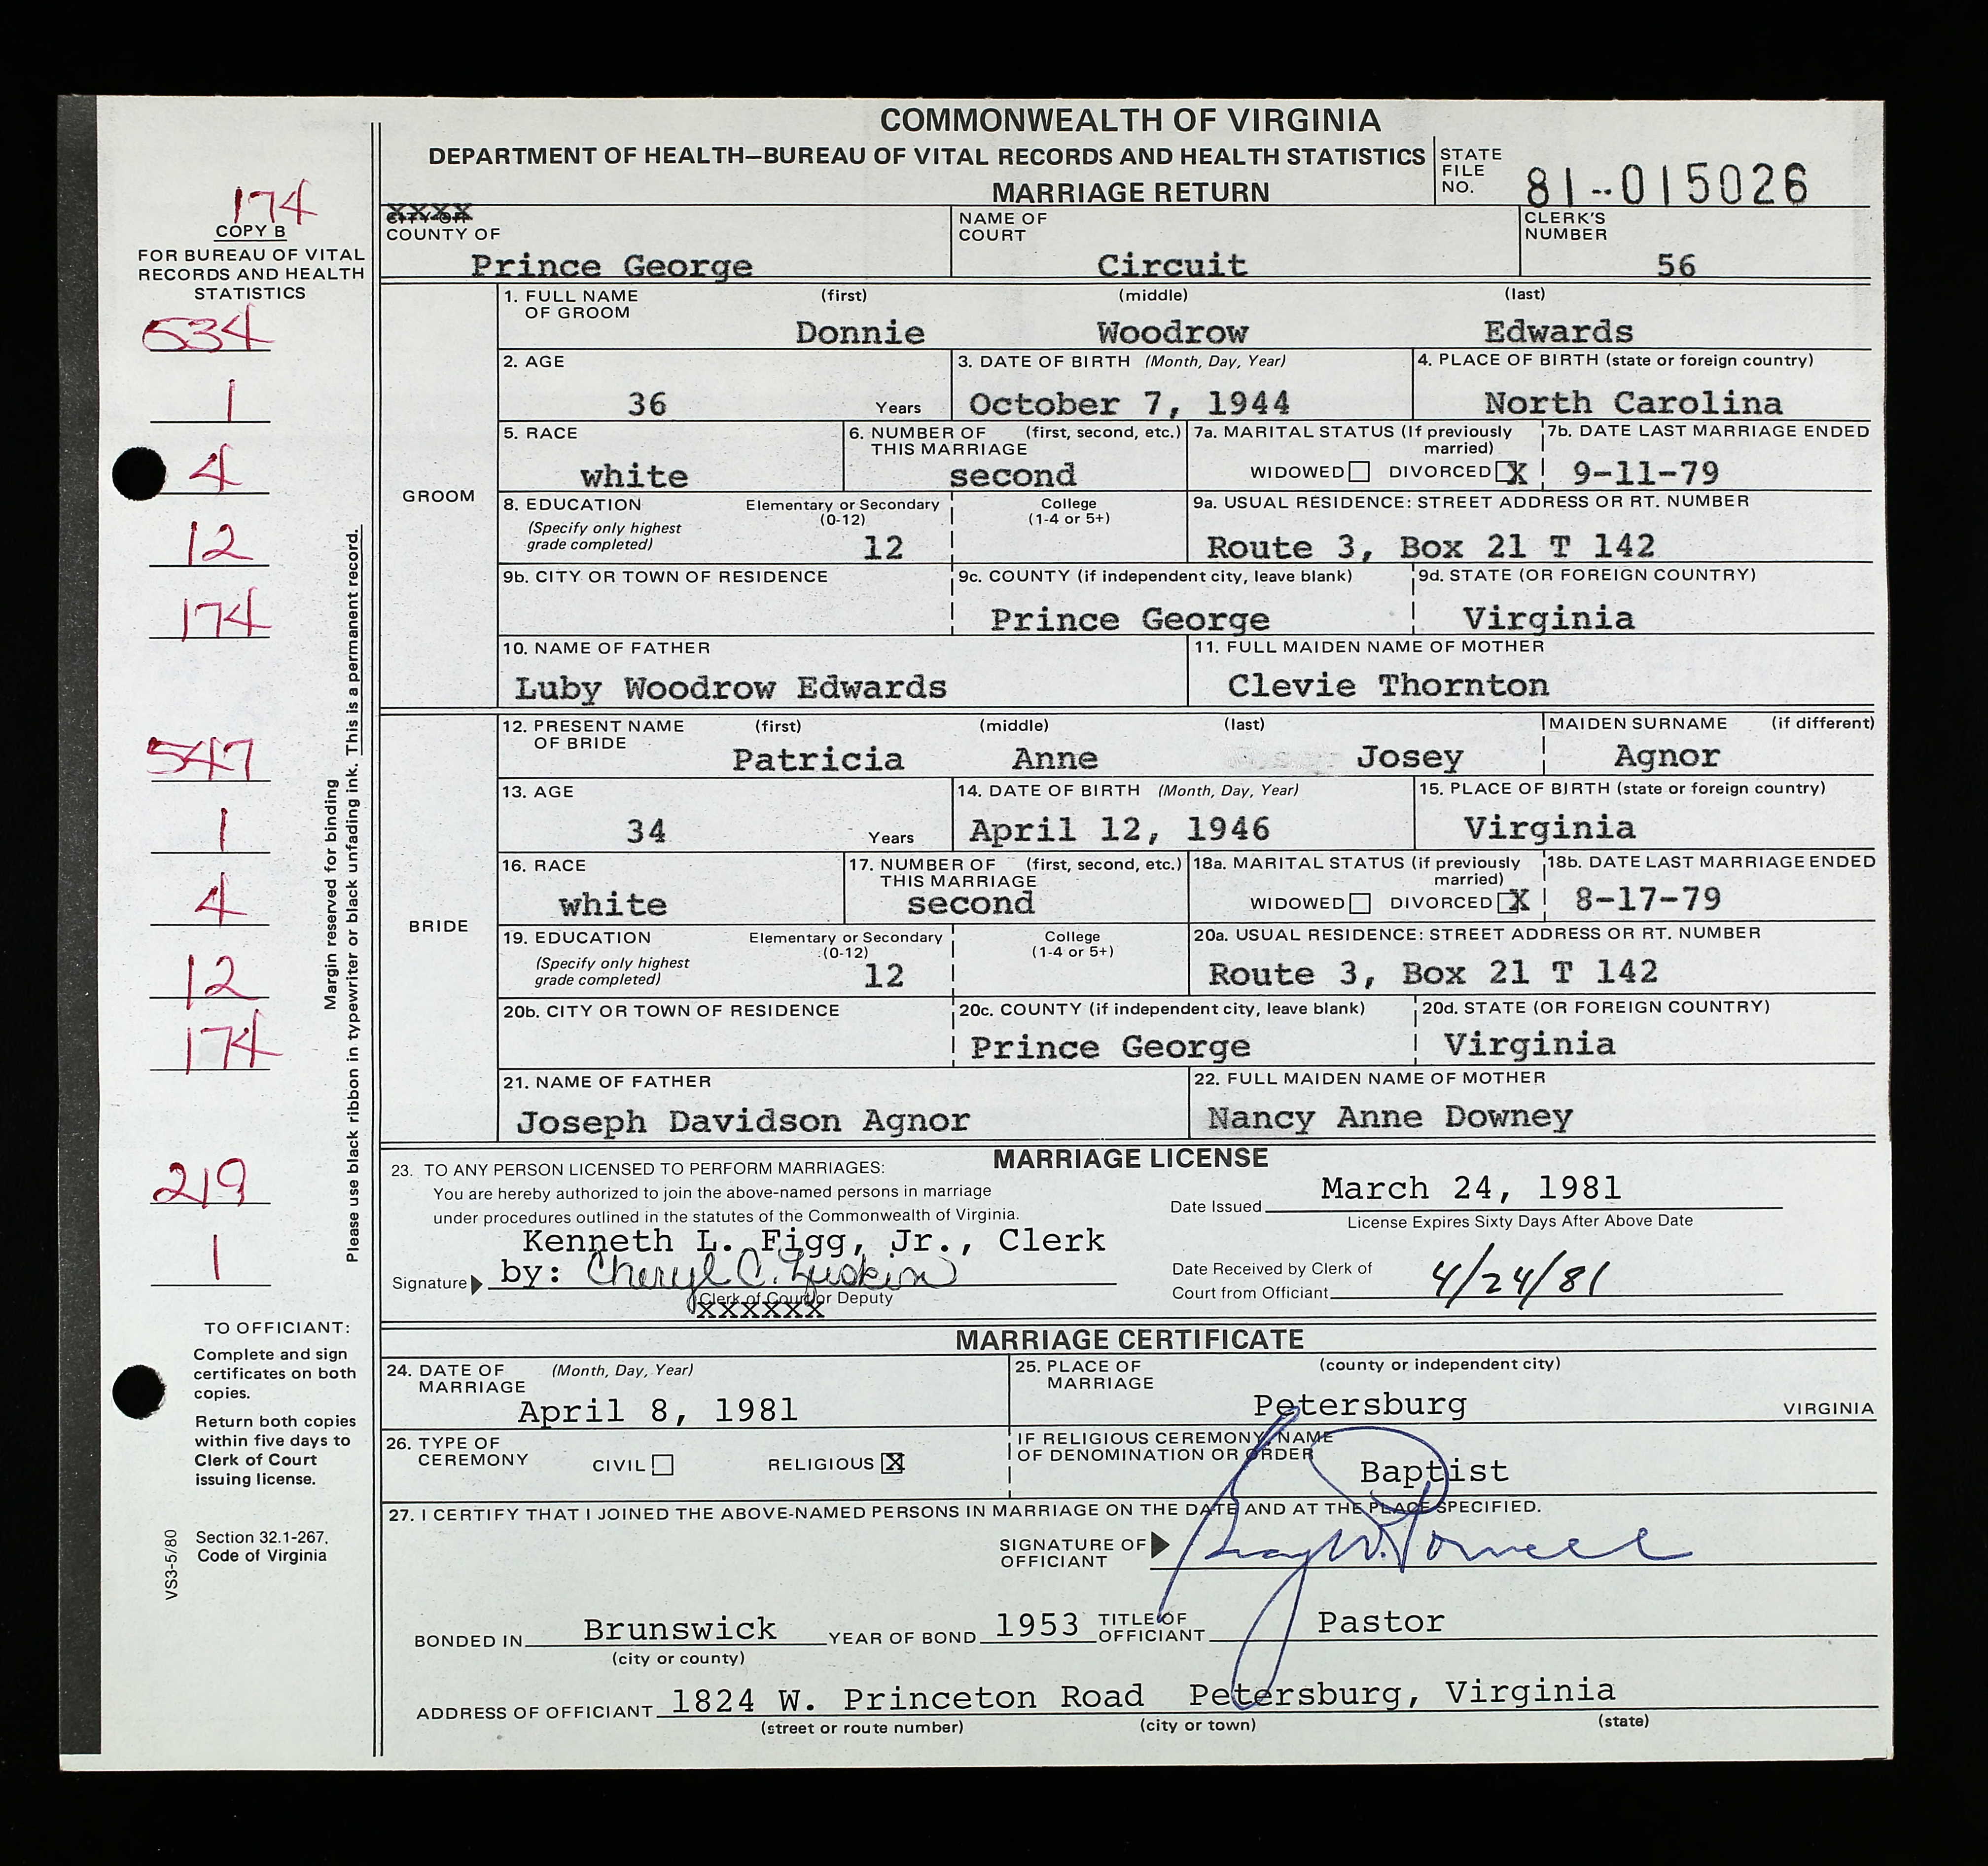 COMMONWEALTH OF VIRGINIA
DEPARTMENT OF HEALTH—BUREAU OF VITAL RECORDS AND HEALTH STATISTICS
MARRIAGE RETURN
STATE FILE NO. 81--015026
174
COPY B
FOR BUREAU OF VITAL
RECORDS AND HEALTH
STATISTICS
534
1
4
12
174
547
1
4
12
174
219
1
Margin reserved for binding
Please use black ribbon in typewriter or black unfading ink. This is a permanent record.
TO OFFICIANT:
Complete and sign
certificates on both
copies.
Return both copies
within five days to
Clerk of Court
issuing license.
Section 32.1-267,
Code of Virginia
VS3-5/80
XXXX
CITY OR
COUNTY OF
Prince George
NAME OF COURT
Circuit
CLERK'S NUMBER
56
GROOM
1. FULL NAME OF GROOM (first) (middle) (last)
Donnie Woodrow Edwards
2. AGE
36 Years
3. DATE OF BIRTH (Month, Day, Year)
October 7, 1944
4. PLACE OF BIRTH (state or foreign country)
North Carolina
5. RACE
white
6. NUMBER OF THIS MARRIAGE (first, second, etc.)
second
7a. MARITAL STATUS (If previously married)
WIDOWED DIVORCED X
7b. DATE LAST MARRIAGE ENDED
9-11-79
8. EDUCATION (Specify only highest grade completed)
Elementary or Secondary (0-12)
12
College (1-4 or 5+)
9a. USUAL RESIDENCE: STREET ADDRESS OR RT. NUMBER
Route 3, Box 21 T 142
9b. CITY OR TOWN OF RESIDENCE
9c. COUNTY (if independent city, leave blank)
Prince George
9d. STATE (OR FOREIGN COUNTRY)
Virginia
10. NAME OF FATHER
Luby Woodrow Edwards
11. FULL MAIDEN NAME OF MOTHER
Clevie Thornton
BRIDE
12. PRESENT NAME OF BRIDE (first) (middle) (last)
Patricia Anne Josey
MAIDEN SURNAME (if different)
Agnor
13. AGE
34 Years
14. DATE OF BIRTH (Month, Day, Year)
April 12, 1946
15. PLACE OF BIRTH (state or foreign country)
Virginia
16. RACE
white
17. NUMBER OF THIS MARRIAGE (first, second, etc.)
second
18a. MARITAL STATUS (if previously married)
WIDOWED DIVORCED X
18b. DATE LAST MARRIAGE ENDED
8-17-79
19. EDUCATION (Specify only highest grade completed)
Elementary or Secondary (0-12)
12
College (1-4 or 5+)
20a. USUAL RESIDENCE: STREET ADDRESS OR RT. NUMBER
Route 3, Box 21 T 142
20b. CITY OR TOWN OF RESIDENCE
20c. COUNTY (if independent city, leave blank)
Prince George
20d. STATE (OR FOREIGN COUNTRY)
Virginia
21. NAME OF FATHER
Joseph Davidson Agnor
22. FULL MAIDEN NAME OF MOTHER
Nancy Anne Downey
MARRIAGE LICENSE
23. TO ANY PERSON LICENSED TO PERFORM MARRIAGES:
You are hereby authorized to join the above-named persons in marriage
under procedures outlined in the statutes of the Commonwealth of Virginia.
Kenneth L. Figg, Jr., Clerk
Signature by: Cheryl C.
Clerk of Court or Deputy
XXXXXX
Date Issued March 24, 1981
License Expires Sixty Days After Above Date
Date Received by Clerk of
Court from Officiant 4/24/81
MARRIAGE CERTIFICATE
24. DATE OF MARRIAGE (Month, Day, Year)
April 8, 1981
25. PLACE OF MARRIAGE (county or independent city)
Petersburg VIRGINIA
26. TYPE OF CEREMONY
CIVIL RELIGIOUS X
IF RELIGIOUS CEREMONY, NAME
OF DENOMINATION OR ORDER
Baptist
27. I CERTIFY THAT I JOINED THE ABOVE-NAMED PERSONS IN MARRIAGE ON THE DATE AND AT THE PLACE SPECIFIED.
SIGNATURE OF OFFICIANT W. Powell
BONDED IN Brunswick YEAR OF BOND 1953 TITLE OF OFFICIANT Pastor
(city or county)
ADDRESS OF OFFICIANT 1824 W. Princeton Road Petersburg, Virginia
(street or route number) (city or town) (state)